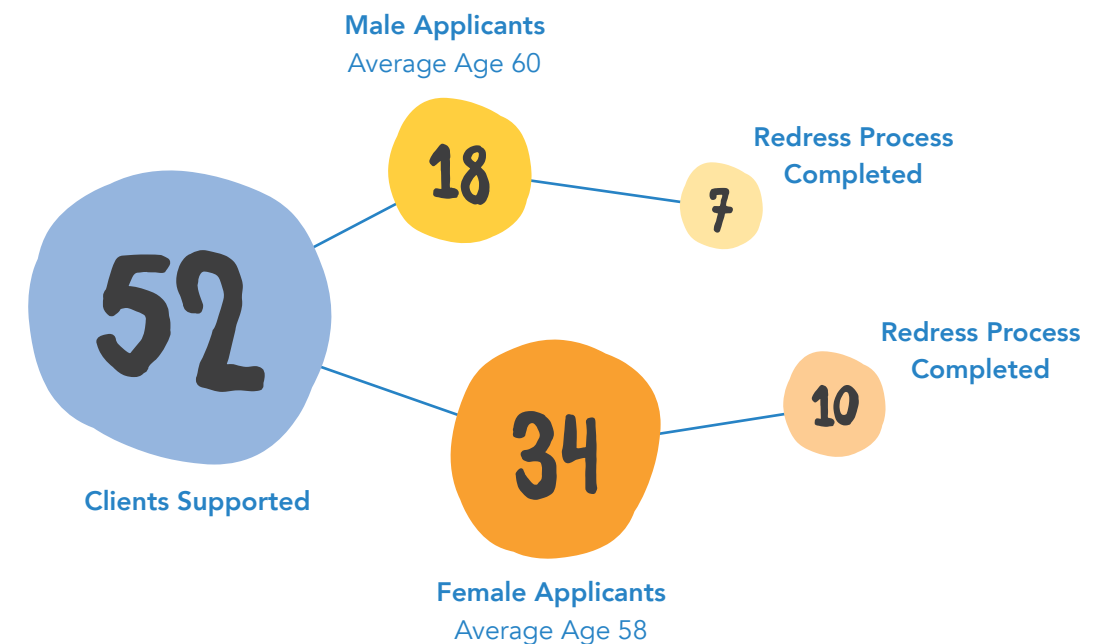 Male Applicants
Average Age 60
18
Redress Process
Completed
7
52
Clients Supported
34
Female Applicants
Average Age 58
Redress Process
Completed
10